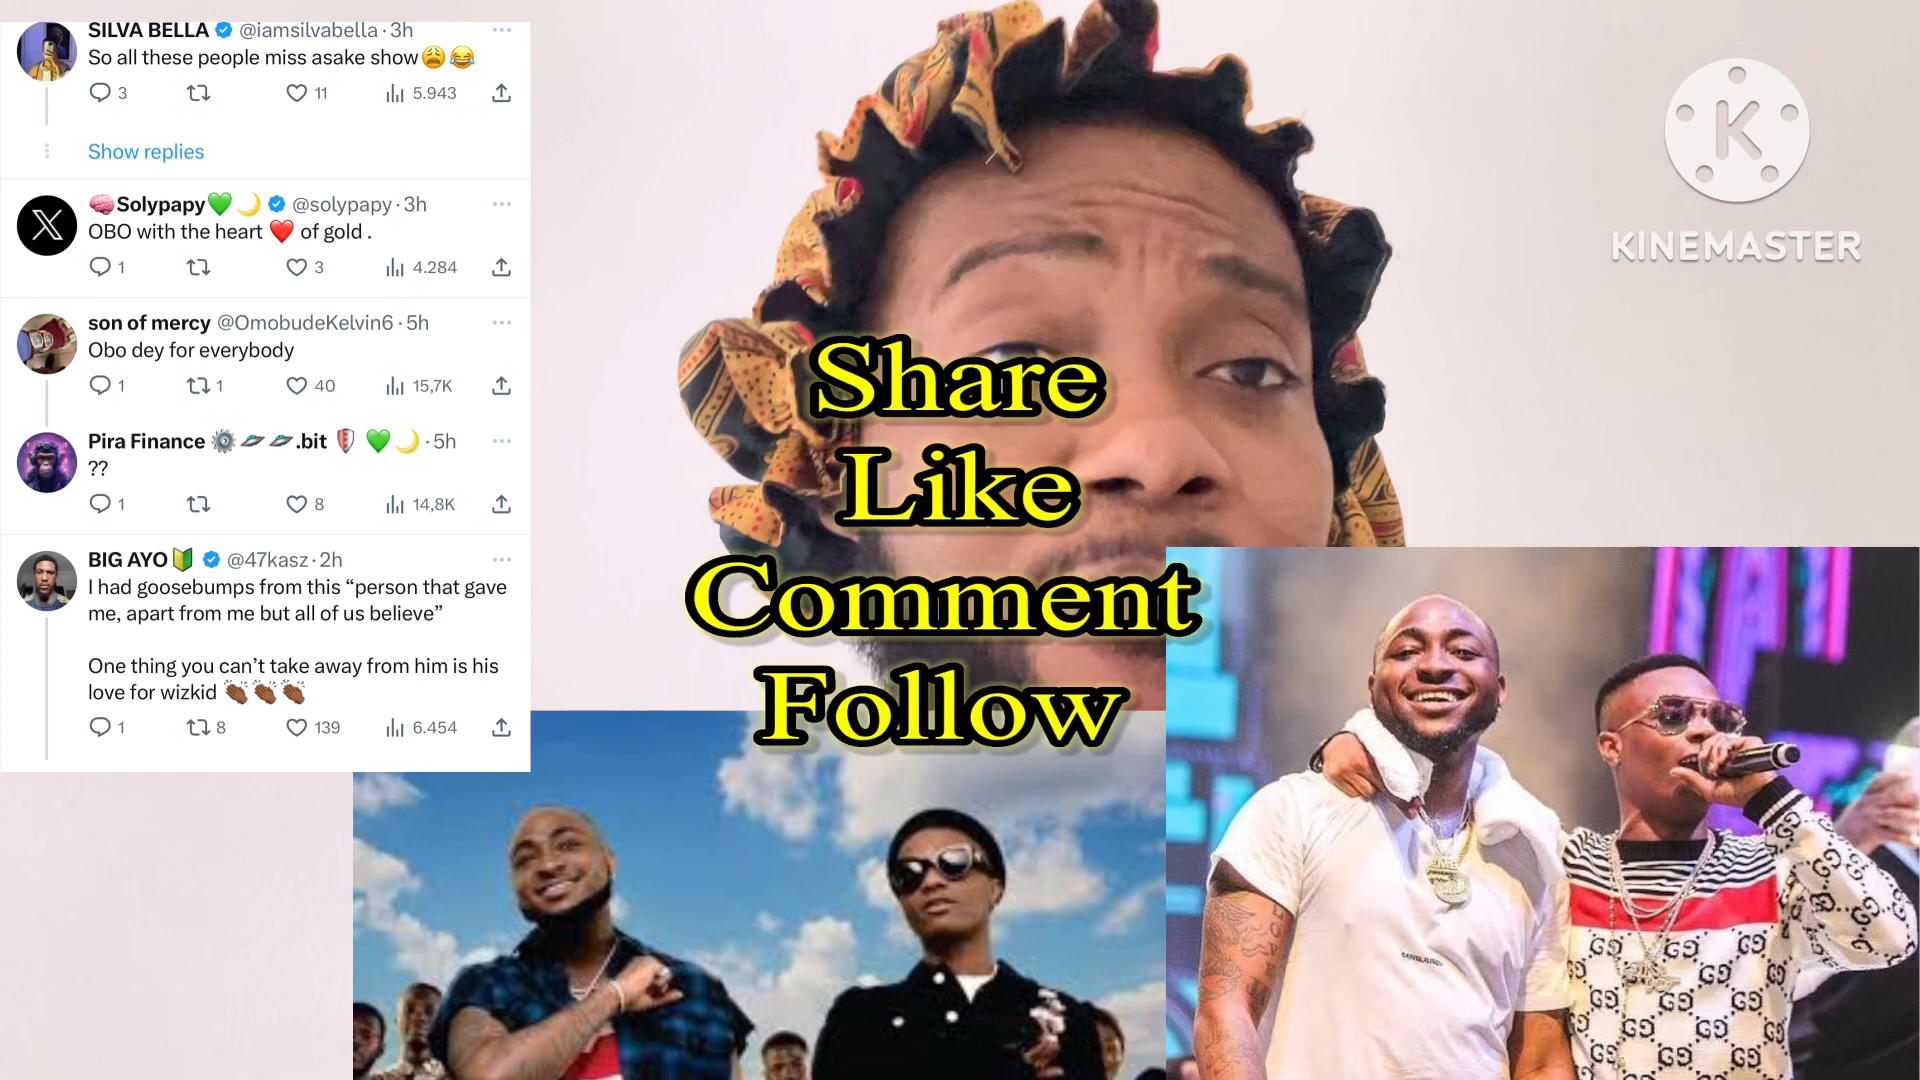 SILVA BELLA @iamsilvabella · 3h
So all these people miss asake show😩😂
3 11 5.943
Show replies
🧠Solypapy💚🌙 @solypapy · 3h
OBO with the heart ❤️ of gold .
1 3 4.284
son of mercy @OmobudeKelvin6 · 5h
Obo dey for everybody
1 1 40 15,7K
Pira Finance ⚙️🛸🛸.bit 🛡️ 💚🌙 · 5h
??
1 8 14,8K
BIG AYO🔰 @47kasz · 2h
I had goosebumps from this “person that gave
me, apart from me but all of us believe”
One thing you can’t take away from him is his
love for wizkid 👏🏾👏🏾👏🏾
1 8 139 6.454
Share
Like
Comment
Follow
K
KINEMASTER